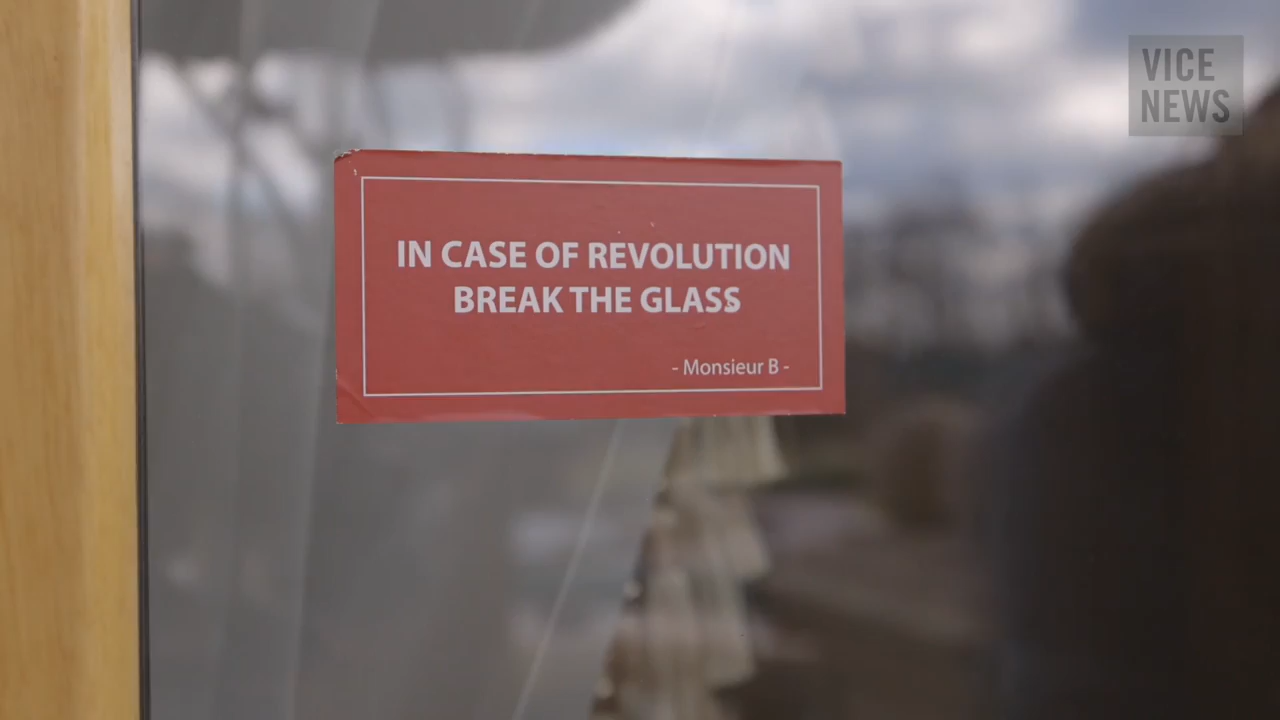 VICE
NEWS
IN CASE OF REVOLUTION
BREAK THE GLASS
- Monsieur B -